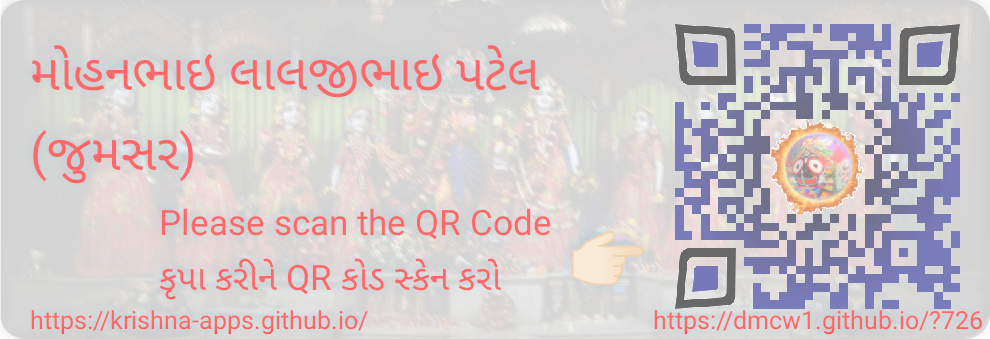 મોહનભાઇ લાલજીભાઇ પટેલ
(જુમસર)
Please scan the QR Code
કૃપા કરીને QR કોડ સ્કેન કરો
https://krishna-apps.github.io/
https://dmcw1.github.io/?726